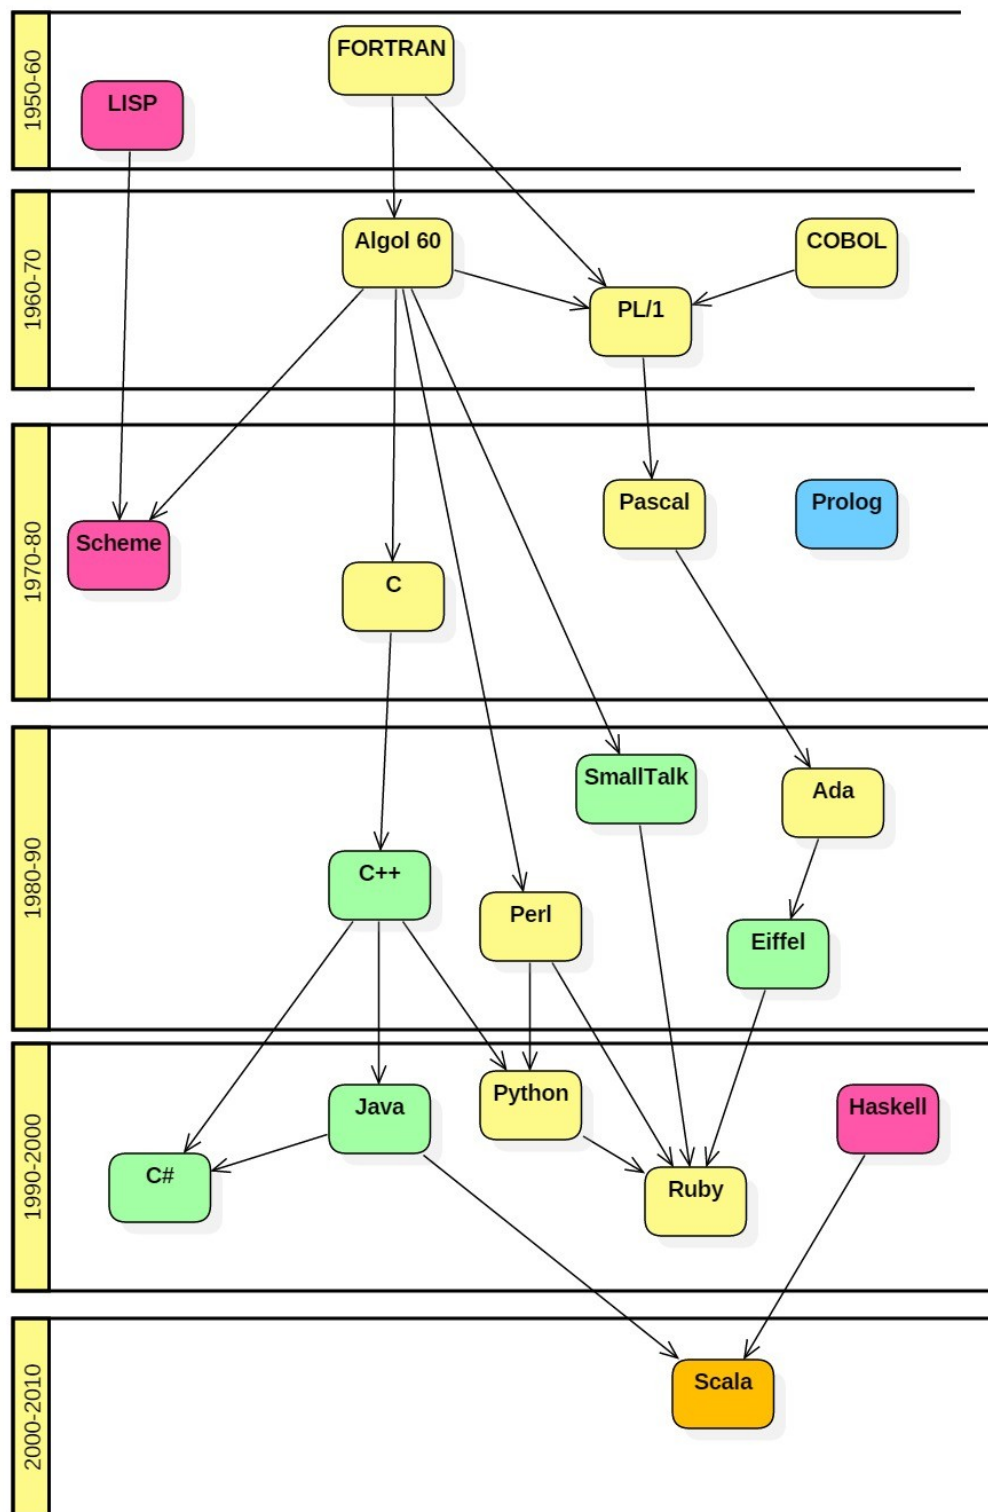 1950-60
FORTRAN
LISP
1960-70
Algol 60
COBOL
PL/1
1970-80
Pascal
Prolog
Scheme
C
1980-90
SmallTalk
Ada
C++
Perl
Eiffel
1990-2000
Python
Java
Haskell
C#
Ruby
2000-2010
Scala